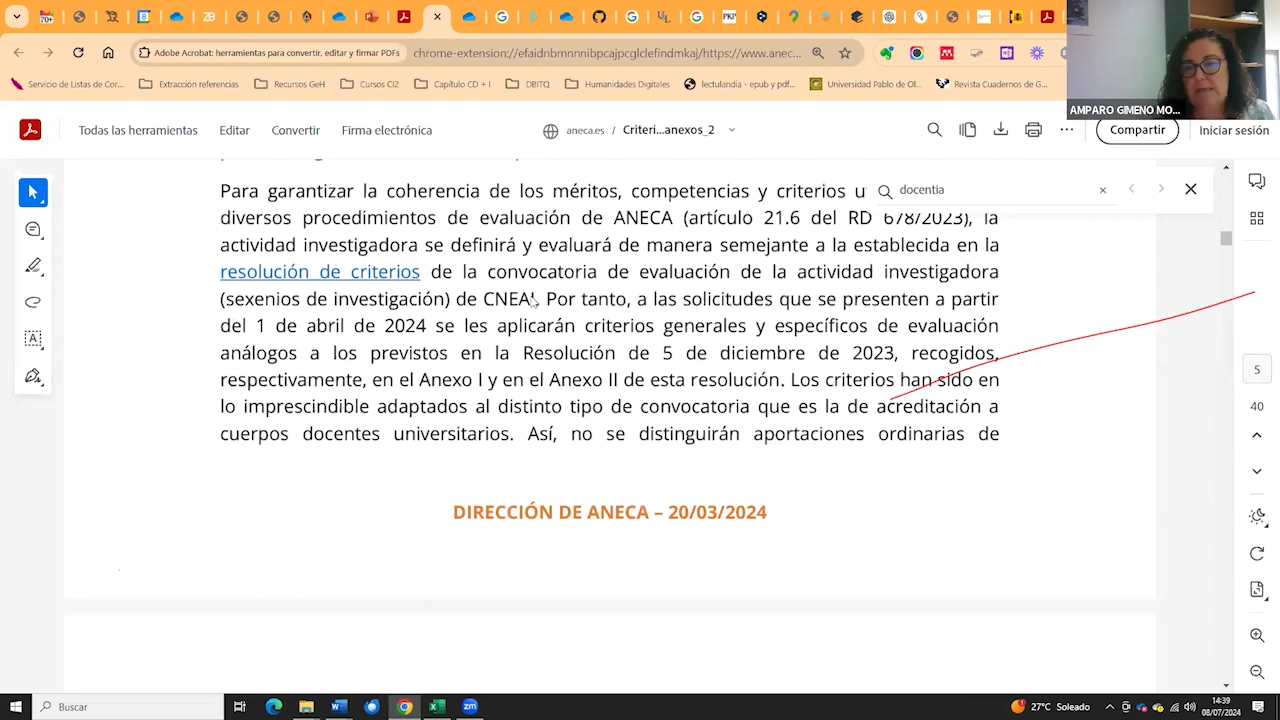 70+
ZB
UL
PKP
Adobe Acrobat: herramientas para convertir, editar y firmar PDFs
chrome-extension://efaidnbmnnnibpcajpcglclefindmkaj/https://www.anec...
Servicio de Listas de Cor...
Extracción referencias
Recursos GeH
Cursos CI2
Capítulo CD + I
DBITQ
Humanidades Digitales
lectulandia - epub y pdf...
Universidad Pablo de Ol...
Revista Cuadernos de G...
AMPARO GIMENO MO...
Todas las herramientas
Editar
Convertir
Firma electrónica
aneca.es / Criteri...anexos_2
Compartir
Iniciar sesión
docentia
Para garantizar la coherencia de los méritos, competencias y criterios
diversos procedimientos de evaluación de ANECA (artículo 21.6 del RD 678/2023), la
actividad investigadora se definirá y evaluará de manera semejante a la establecida en la
resolución de criterios de la convocatoria de evaluación de la actividad investigadora
(sexenios de investigación) de CNEAI. Por tanto, a las solicitudes que se presenten a partir
del 1 de abril de 2024 se les aplicarán criterios generales y específicos de evaluación
análogos a los previstos en la Resolución de 5 de diciembre de 2023, recogidos,
respectivamente, en el Anexo I y en el Anexo II de esta resolución. Los criterios han sido en
lo imprescindible adaptados al distinto tipo de convocatoria que es la de acreditación a
cuerpos docentes universitarios. Así, no se distinguirán aportaciones ordinarias de
DIRECCIÓN DE ANECA – 20/03/2024
5
40
Buscar
27°C Soleado
14:39
08/07/2024